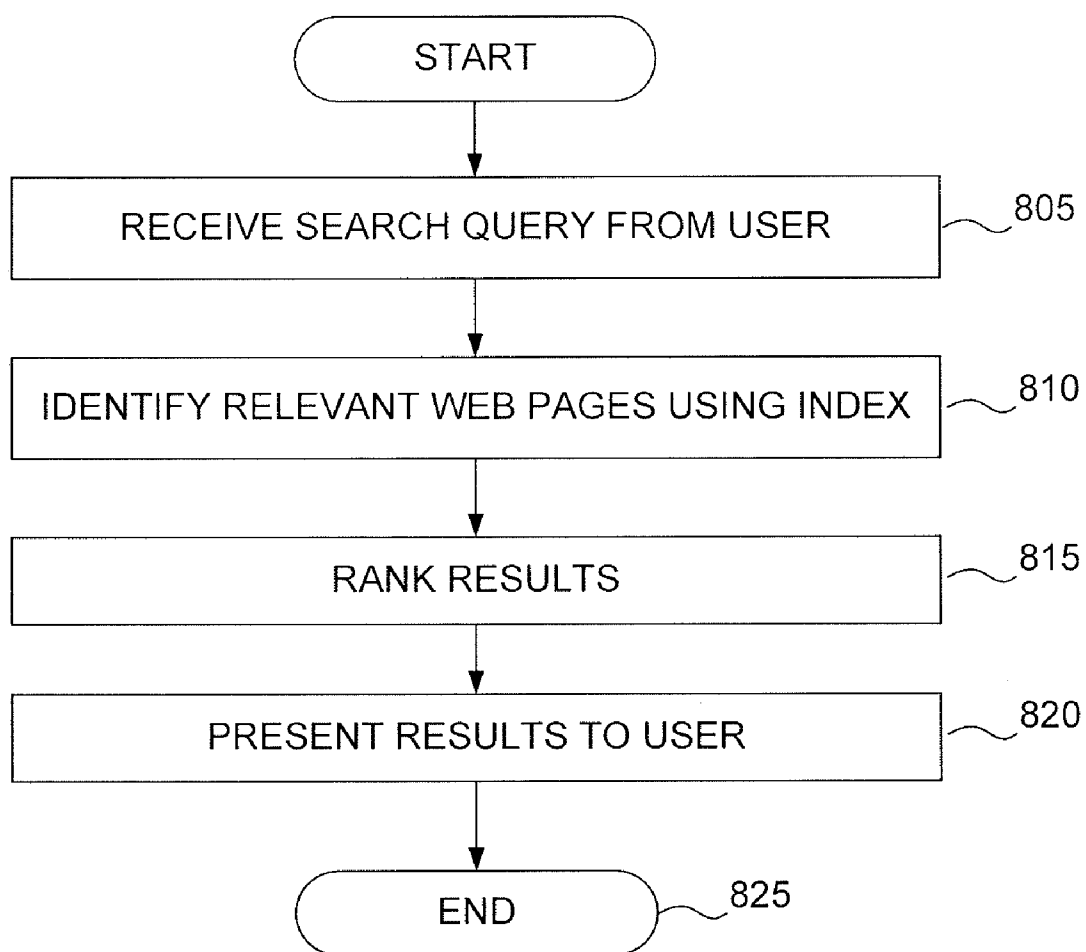 START
RECEIVE SEARCH QUERY FROM USER
805
IDENTIFY RELEVANT WEB PAGES USING INDEX
810
RANK RESULTS
815
PRESENT RESULTS TO USER
820
END
825